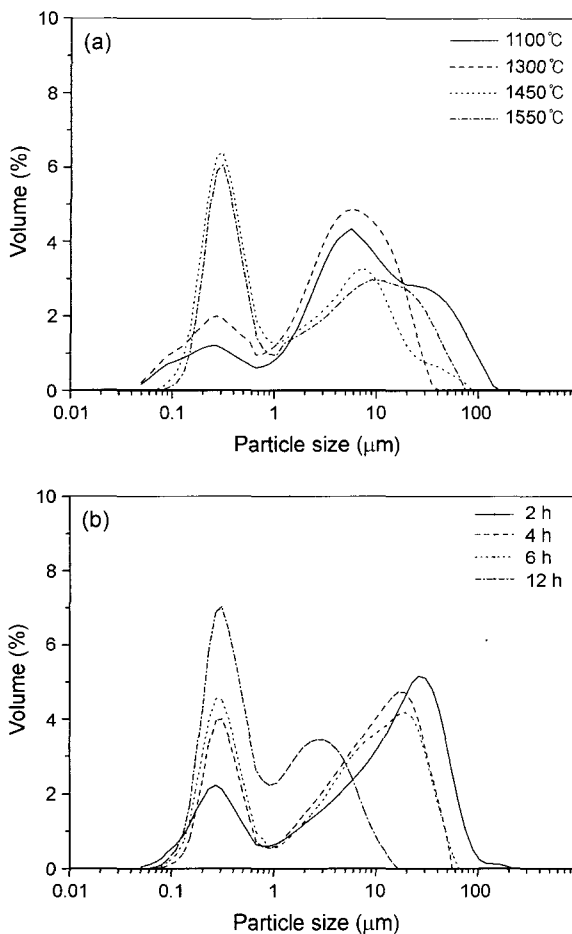 10
(a)
1100℃
1300℃
1450℃
1550℃
8
6
4
2
0
Volume (%)
0.01 0.1 1 10 100
Particle size (μm)
10
(b)
2 h
4 h
6 h
12 h
8
6
4
2
0
Volume (%)
0.01 0.1 1 10 100
Particle size (μm)